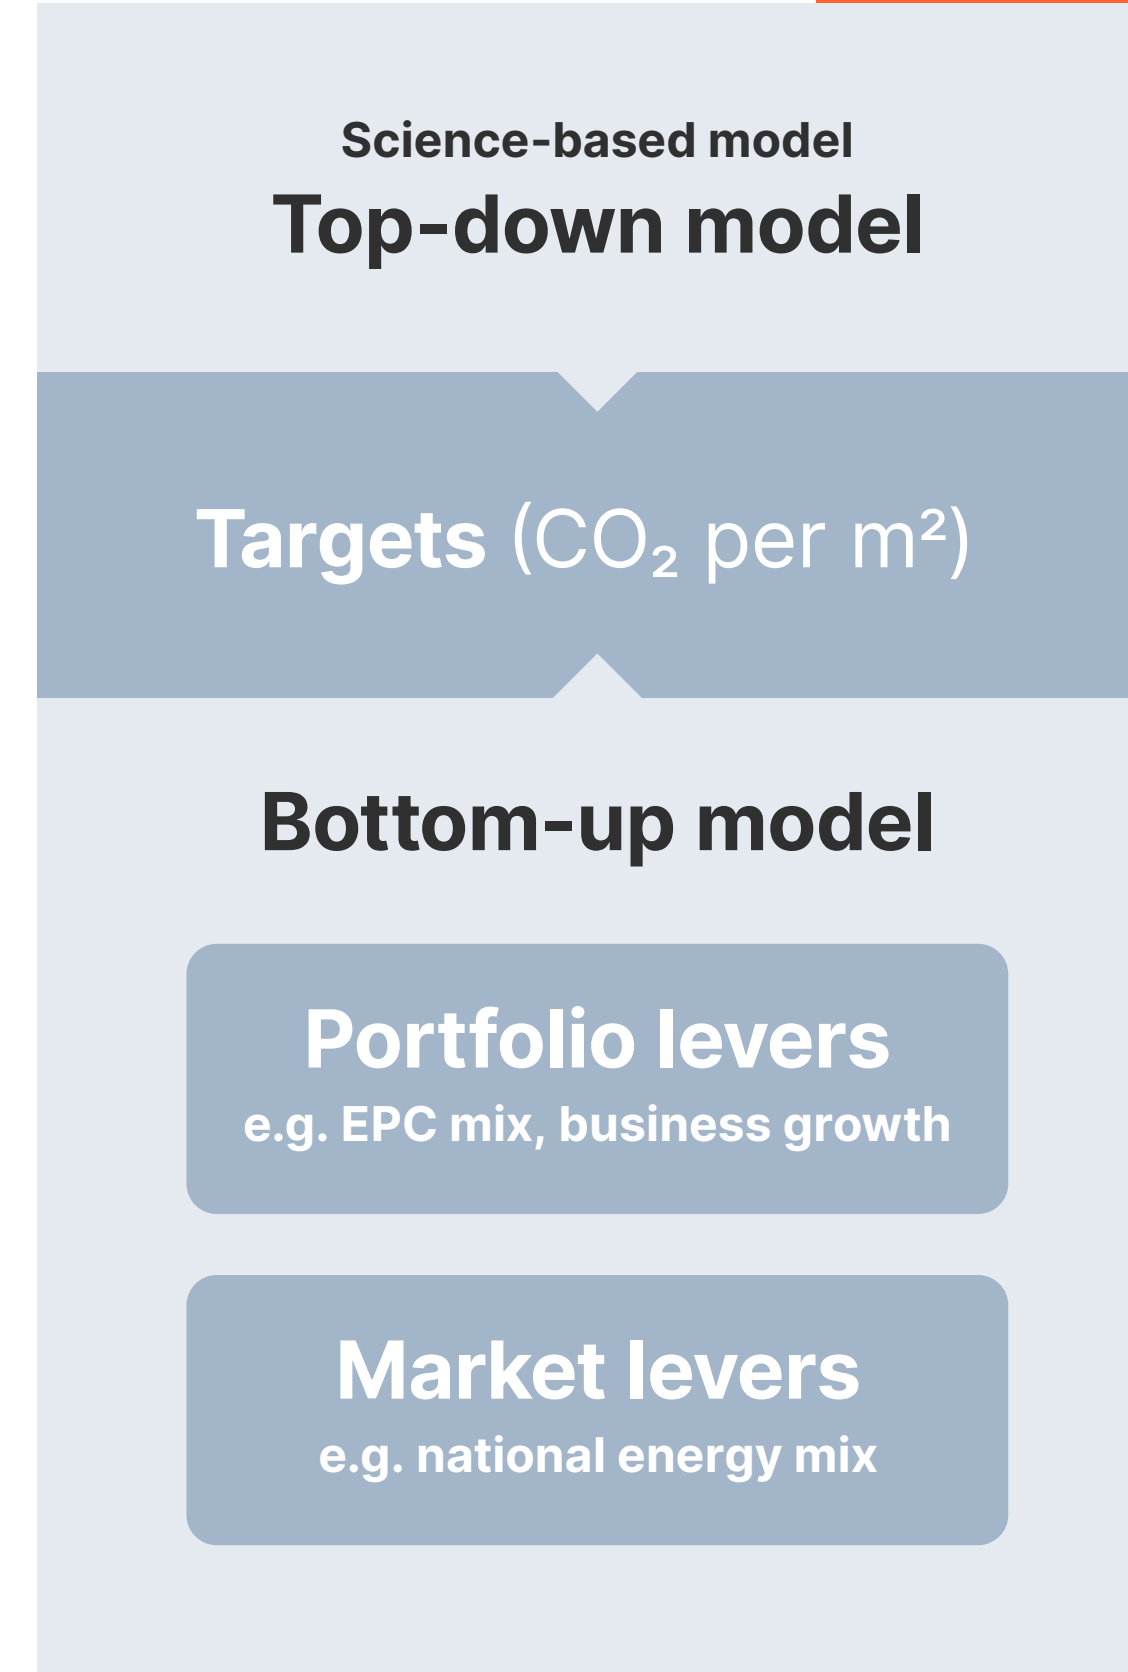 Science-based model
Top-down model
Targets (CO₂ per m²)
Bottom-up model
Portfolio levers
e.g. EPC mix, business growth
Market levers
e.g. national energy mix